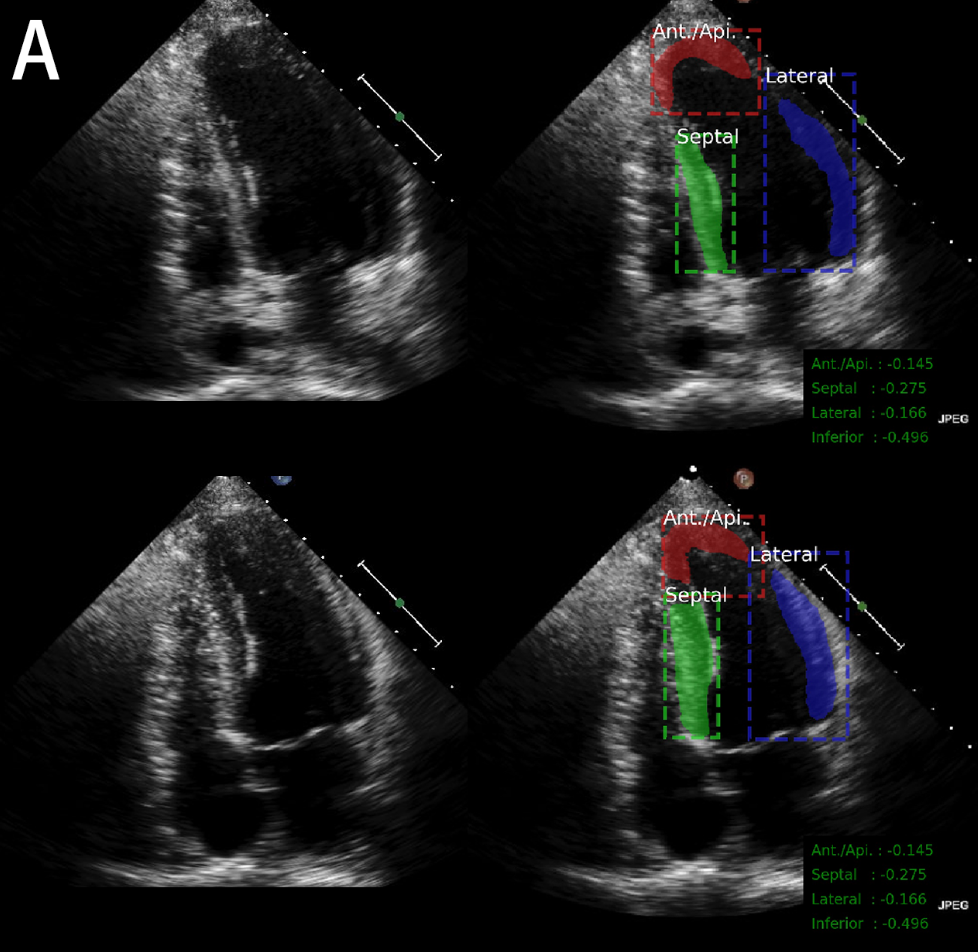 A
Ant./Api.
Lateral
Septal
Ant./Api. : -0.145
Septal : -0.275
Lateral : -0.166
Inferior : -0.496
JPEG
P
Ant./Api.
Lateral
Septal
Ant./Api. : -0.145
Septal : -0.275
Lateral : -0.166
Inferior : -0.496
JPEG